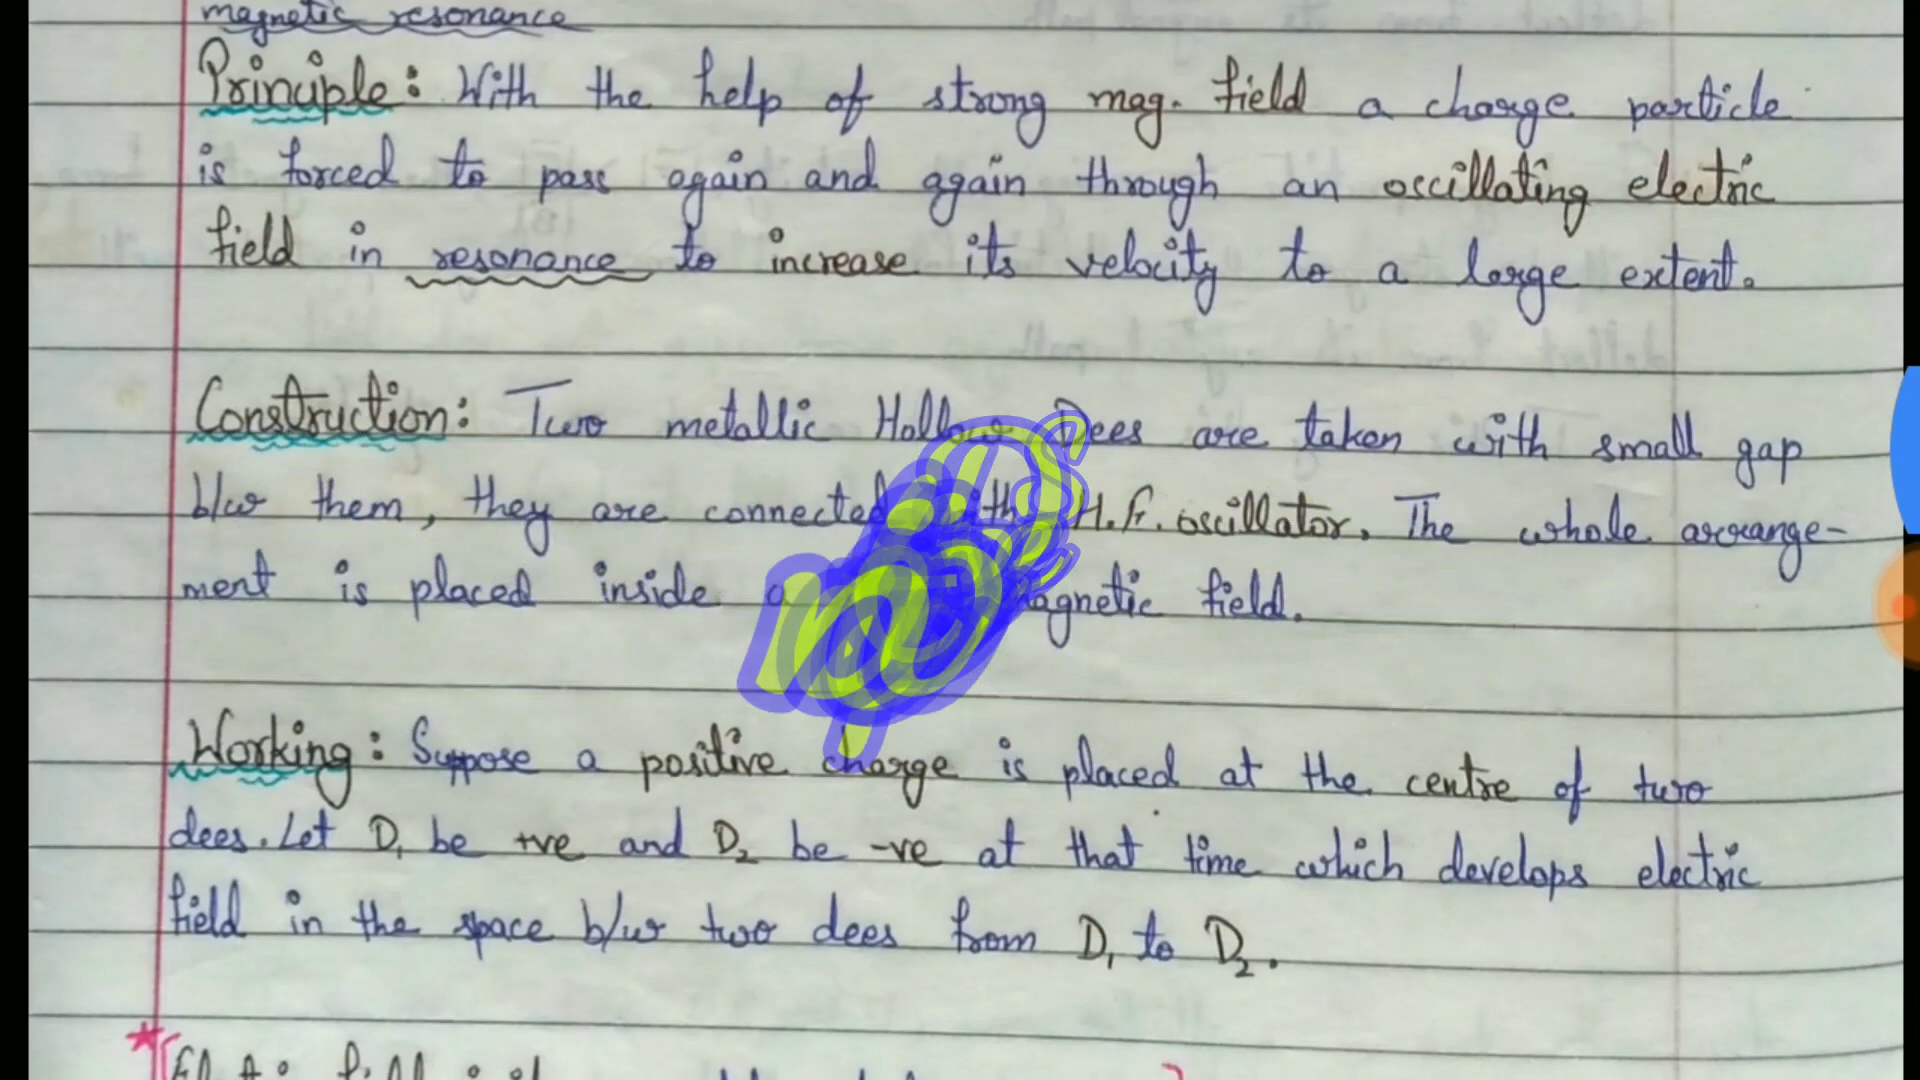 magnetic resonance
Principle: With the help of strong mag. field a charge particle
is forced to pass again and again through an oscillating electric
field in resonance to increase its velocity to a large extent.
Construction: Two metallic Hollow Dees are taken with small gap
b/w them, they are connected with H.F. oscillator. The whole arrange-
ment is placed inside a magnetic field.
Working: Suppose a positive charge is placed at the centre of two
dees. Let D₁ be +ve and D₂ be -ve at that time which develops electric
field in the space b/w two dees from D₁ to D₂.